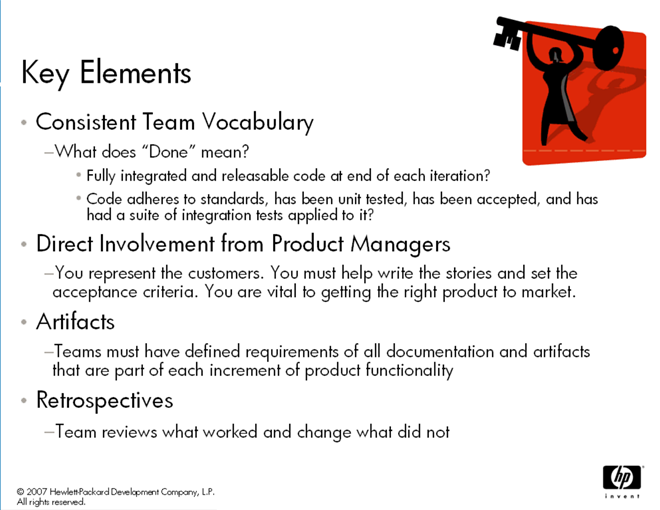 Key Elements
• Consistent Team Vocabulary
–What does “Done” mean?
• Fully integrated and releasable code at end of each iteration?
• Code adheres to standards, has been unit tested, has been accepted, and has
had a suite of integration tests applied to it?
• Direct Involvement from Product Managers
–You represent the customers. You must help write the stories and set the
acceptance criteria. You are vital to getting the right product to market.
• Artifacts
–Teams must have defined requirements of all documentation and artifacts
that are part of each increment of product functionality
• Retrospectives
–Team reviews what worked and change what did not
© 2007 Hewlett-Packard Development Company, L.P.
All rights reserved.
hp
invent